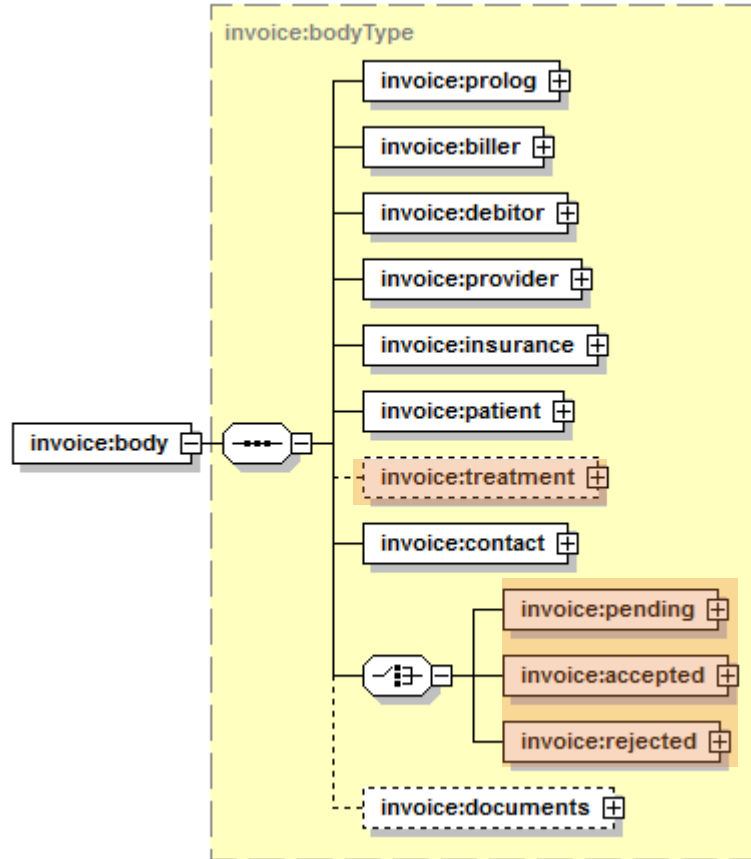 invoice:bodyType
invoice:prolog
invoice:biller
invoice:debitor
invoice:provider
invoice:insurance
invoice:patient
invoice:body
invoice:treatment
invoice:contact
invoice:pending
invoice:accepted
invoice:rejected
invoice:documents